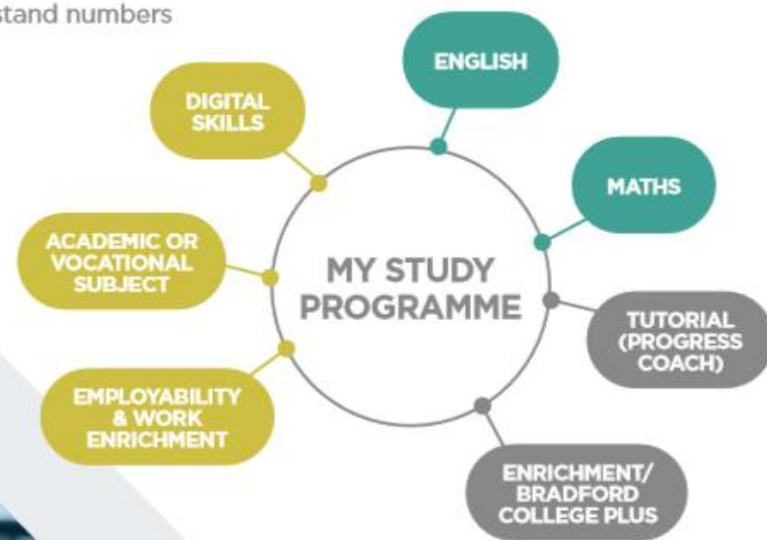 stand numbers
ENGLISH
DIGITAL
SKILLS
MATHS
ACADEMIC OR
VOCATIONAL
SUBJECT
MY STUDY
PROGRAMME
TUTORIAL
(PROGRESS
COACH)
EMPLOYABILITY
& WORK
ENRICHMENT
ENRICHMENT/
BRADFORD
COLLEGE PLUS